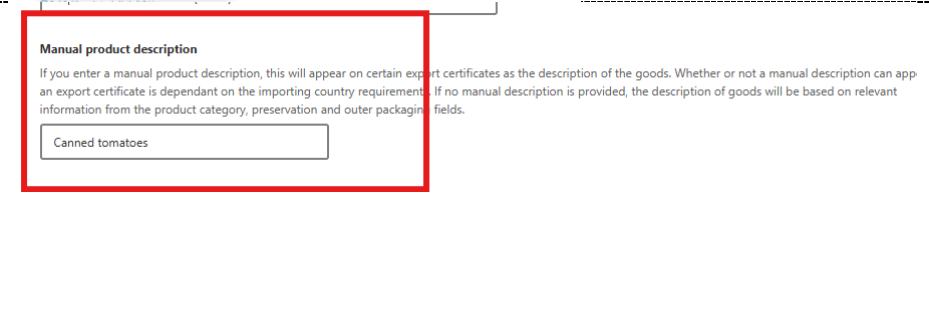 Manual product description
If you enter a manual product description, this will appear on certain export certificates as the description of the goods. Whether or not a manual description can app
an export certificate is dependant on the importing country requirement. If no manual description is provided, the description of goods will be based on relevant
information from the product category, preservation and outer packaging fields.
Canned tomatoes